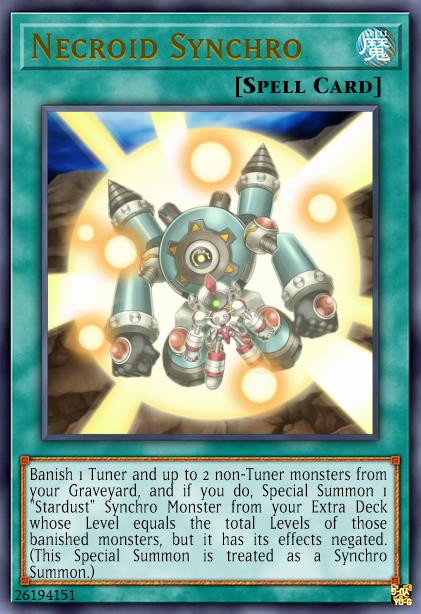 Necroid Synchro
[Spell Card]
Banish 1 Tuner and up to 2 non-Tuner monsters from
your Graveyard, and if you do, Special Summon 1
"Stardust" Synchro Monster from your Extra Deck
whose Level equals the total Levels of those
banished monsters, but it has its effects negated.
(This Special Summon is treated as a Synchro
Summon.)
26194151